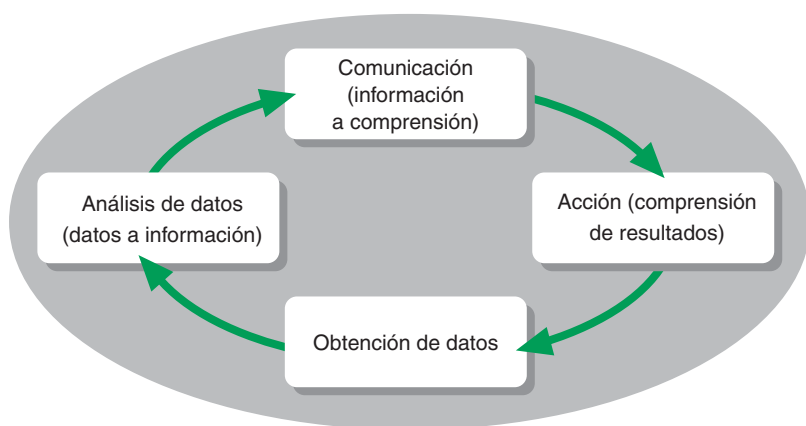 Comunicación
(información
a comprensión)
Análisis de datos
(datos a información)
Acción (comprensión
de resultados)
Obtención de datos